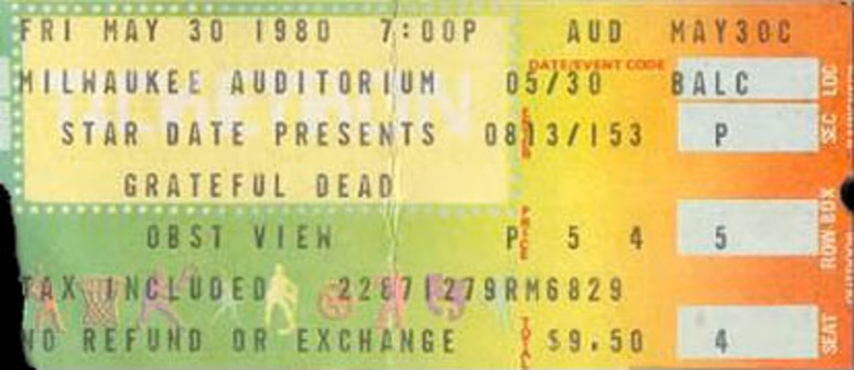 FRI MAY 30 1980 7:00P AUD MAY30C
DATE/EVENT CODE
MILWAUKEE AUDITORIUM 05/30 BALC LOC
STAR DATE PRESENTS 0813/153 P SEC
GRATEFUL DEAD
OBST VIEW PRICE P 5 4 5 ROW-BOX
TAX INCLUDED 22871279RM6829
NO REFUND OR EXCHANGE TOTAL $9.50 4 SEAT